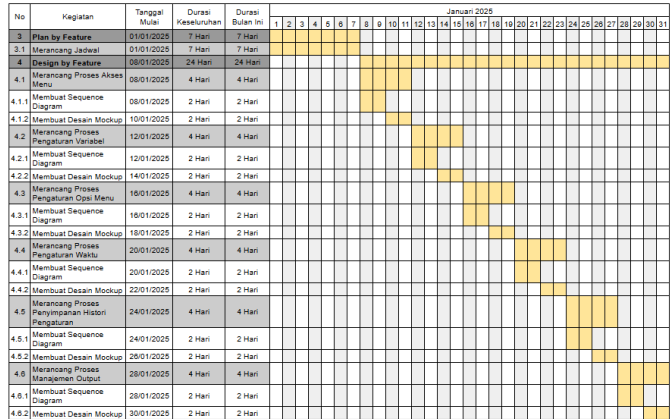 No Kegiatan Tanggal Mulai Durasi Keseluruhan Durasi Bulan Ini Januari 2025
1 2 3 4 5 6 7 8 9 10 11 12 13 14 15 16 17 18 19 20 21 22 23 24 25 26 27 28 29 30 31
3 Plan by Feature 01/01/2025 7 Hari 7 Hari
3.1 Merancang Jadwal 01/01/2025 7 Hari 7 Hari
4 Design by Feature 08/01/2025 24 Hari 24 Hari
4.1 Merancang Proses Akses Menu 08/01/2025 4 Hari 4 Hari
4.1.1 Membuat Sequence Diagram 08/01/2025 2 Hari 2 Hari
4.1.2 Membuat Desain Mockup 10/01/2025 2 Hari 2 Hari
4.2 Merancang Proses Pengaturan Variabel 12/01/2025 4 Hari 4 Hari
4.2.1 Membuat Sequence Diagram 12/01/2025 2 Hari 2 Hari
4.2.2 Membuat Desain Mockup 14/01/2025 2 Hari 2 Hari
4.3 Merancang Proses Pengaturan Opsi Menu 16/01/2025 4 Hari 4 Hari
4.3.1 Membuat Sequence Diagram 16/01/2025 2 Hari 2 Hari
4.3.2 Membuat Desain Mockup 18/01/2025 2 Hari 2 Hari
4.4 Merancang Proses Pengaturan Waktu 20/01/2025 4 Hari 4 Hari
4.4.1 Membuat Sequence Diagram 20/01/2025 2 Hari 2 Hari
4.4.2 Membuat Desain Mockup 22/01/2025 2 Hari 2 Hari
4.5 Merancang Proses Penyimpanan Histori Pengaturan 24/01/2025 4 Hari 4 Hari
4.5.1 Membuat Sequence Diagram 24/01/2025 2 Hari 2 Hari
4.5.2 Membuat Desain Mockup 26/01/2025 2 Hari 2 Hari
4.6 Merancang Proses Manajemen Output 28/01/2025 4 Hari 4 Hari
4.6.1 Membuat Sequence Diagram 28/01/2025 2 Hari 2 Hari
4.6.2 Membuat Desain Mockup 30/01/2025 2 Hari 2 Hari